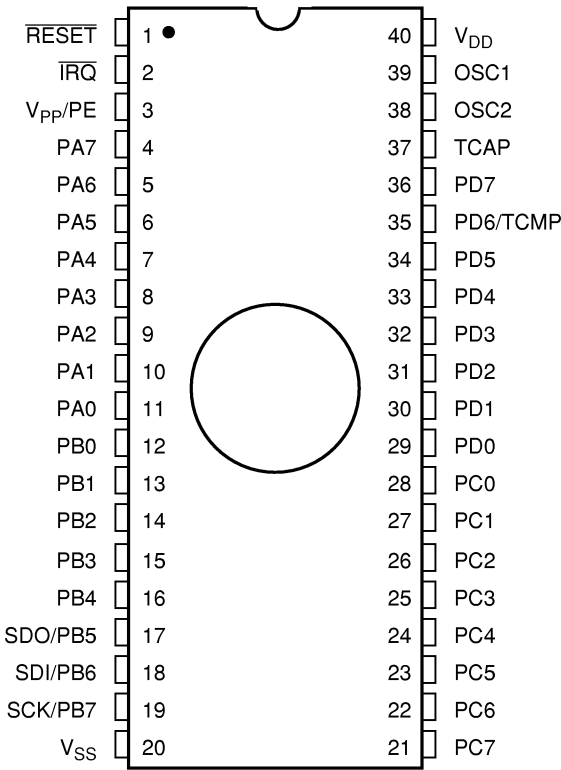 RESET 1 40 VDD
IRQ 2 39 OSC1
VPP/PE 3 38 OSC2
PA7 4 37 TCAP
PA6 5 36 PD7
PA5 6 35 PD6/TCMP
PA4 7 34 PD5
PA3 8 33 PD4
PA2 9 32 PD3
PA1 10 31 PD2
PA0 11 30 PD1
PB0 12 29 PD0
PB1 13 28 PC0
PB2 14 27 PC1
PB3 15 26 PC2
PB4 16 25 PC3
SDO/PB5 17 24 PC4
SDI/PB6 18 23 PC5
SCK/PB7 19 22 PC6
VSS 20 21 PC7